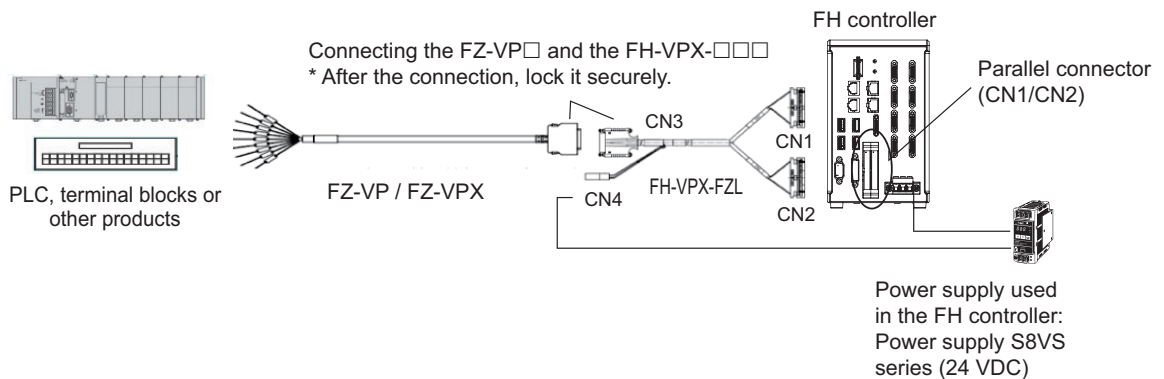 FH controller
Connecting the FZ-VP□ and the FH-VPX-□□□
* After the connection, lock it securely.
Parallel connector
(CN1/CN2)
CN3
CN1
PLC, terminal blocks or
other products
FZ-VP / FZ-VPX
CN4
FH-VPX-FZL
CN2
Power supply used
in the FH controller:
Power supply S8VS
series (24 VDC)